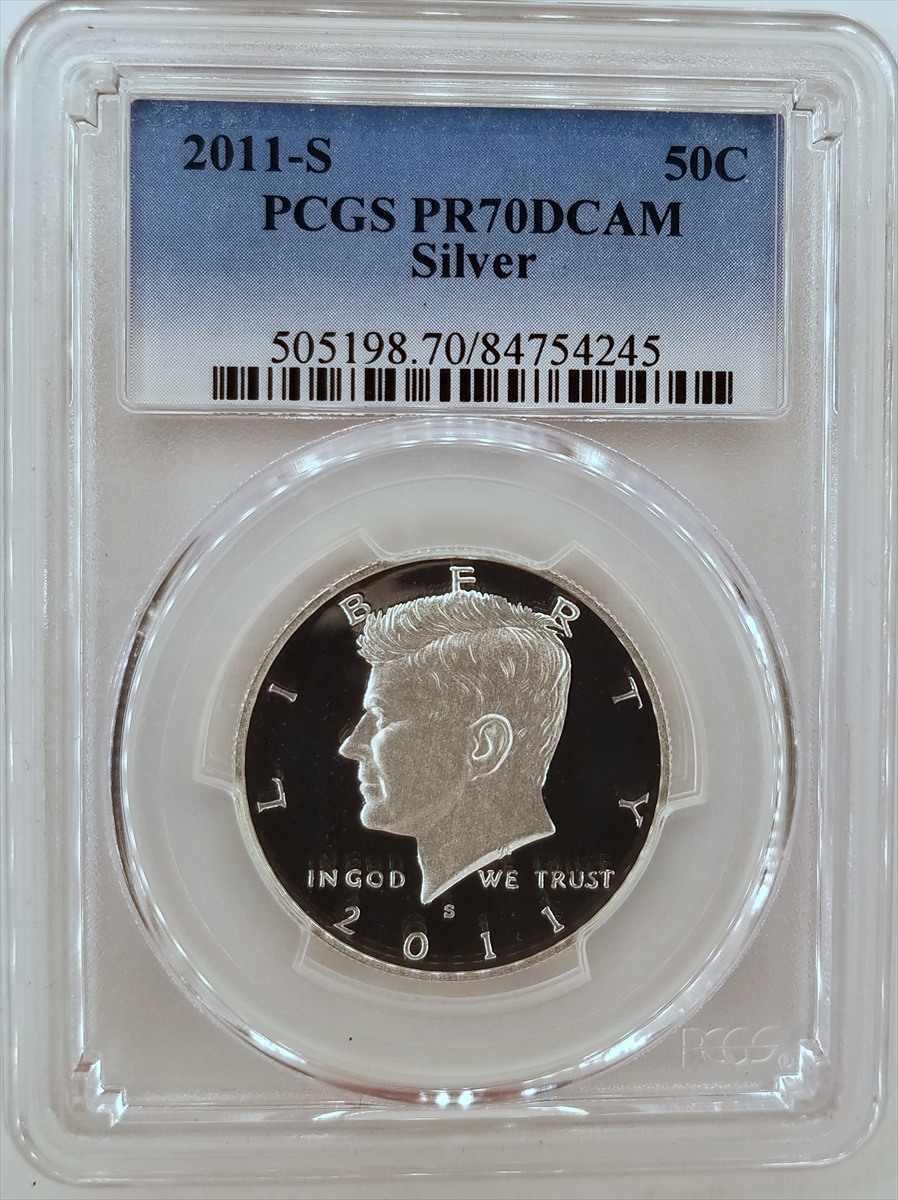 2011-S 50C
PCGS PR70DCAM
Silver
505198.70/84754245
LIBERTY
IN GOD WE TRUST
S
2011
PCGS®